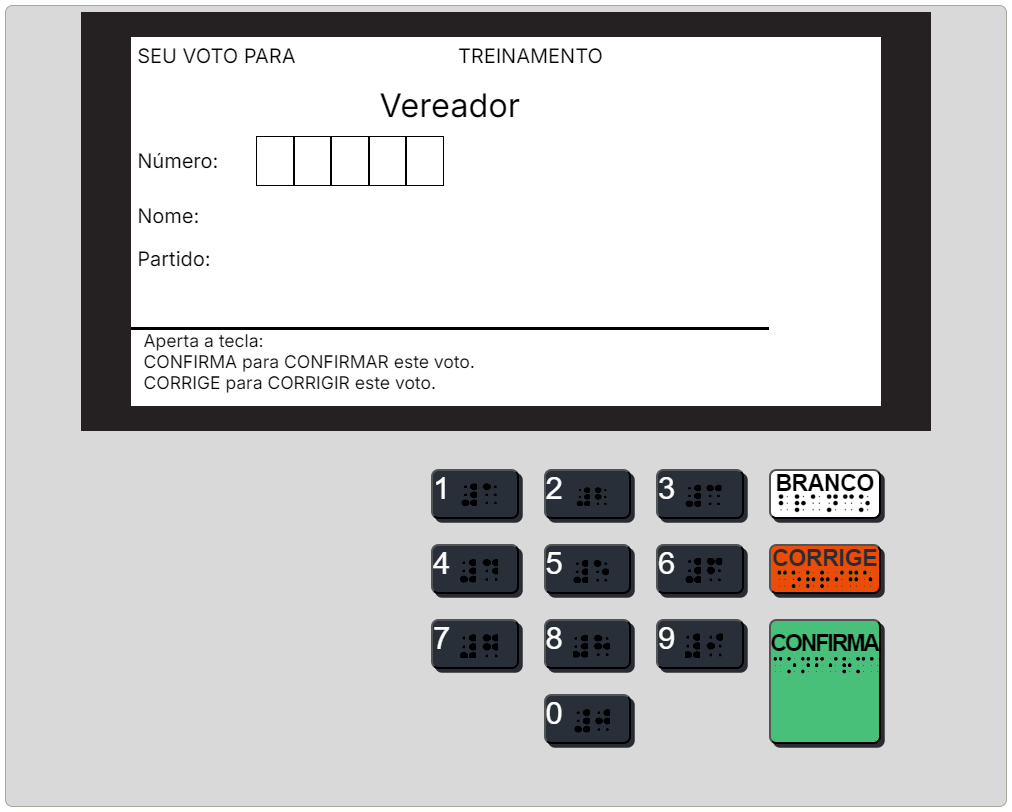 SEU VOTO PARA TREINAMENTO
Vereador
Número:
Nome:
Partido:
Aperta a tecla:
CONFIRMA para CONFIRMAR este voto.
CORRIGE para CORRIGIR este voto.
1 2 3 BRANCO
4 5 6 CORRIGE
7 8 9 CONFIRMA
0